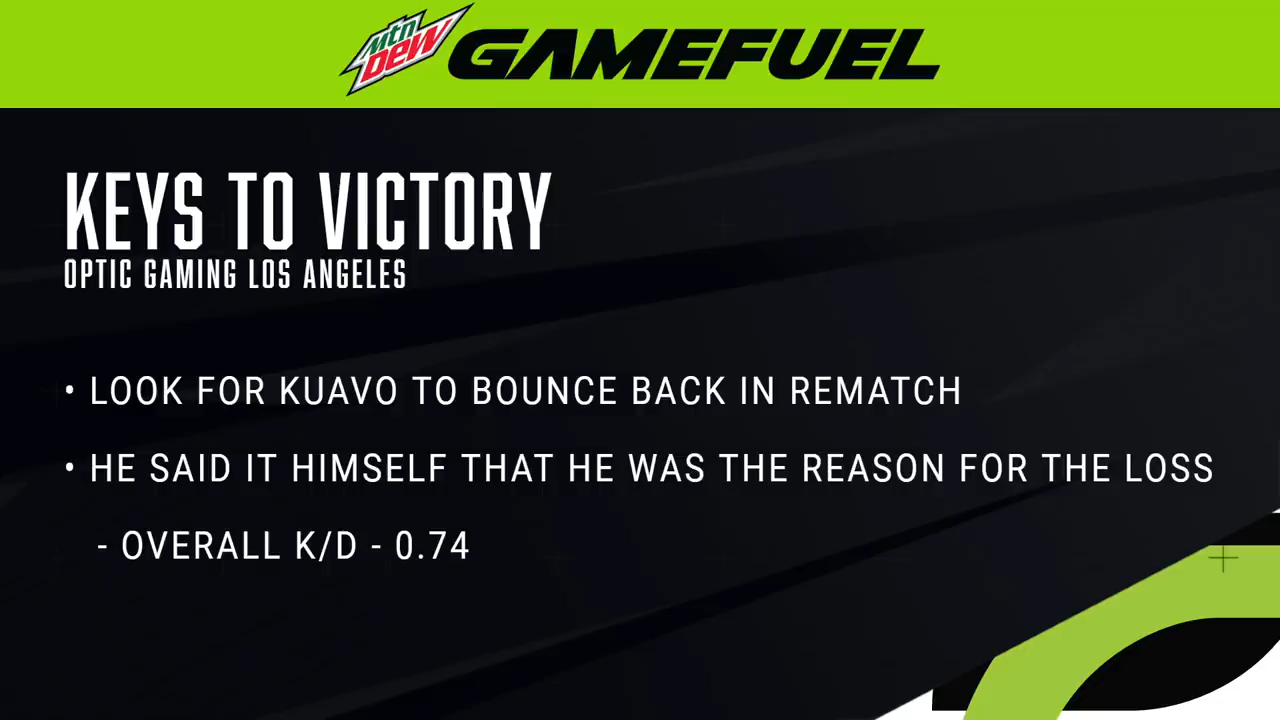 mtn DEW GAMEFUEL
KEYS TO VICTORY
OPTIC GAMING LOS ANGELES
• LOOK FOR KUAVO TO BOUNCE BACK IN REMATCH
• HE SAID IT HIMSELF THAT HE WAS THE REASON FOR THE LOSS
- OVERALL K/D - 0.74